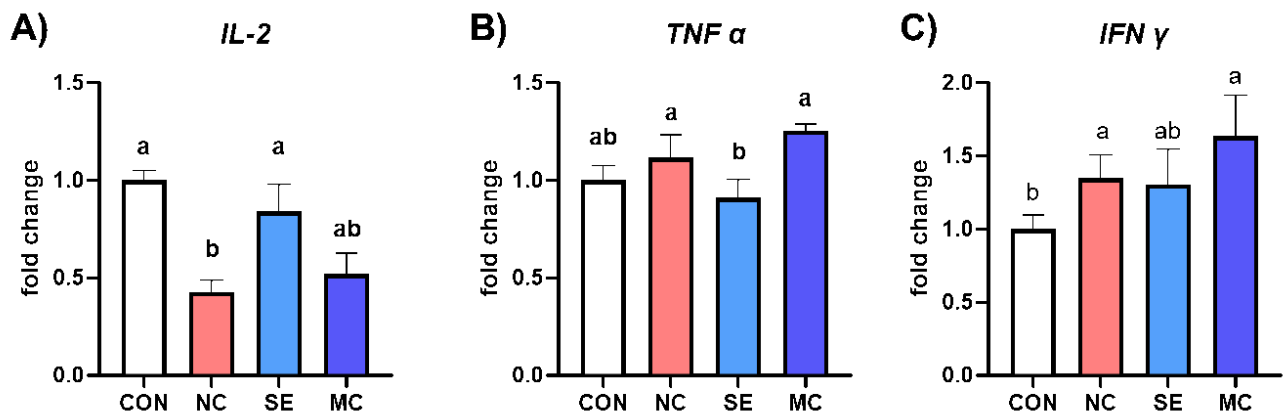 A) IL-2
fold change
1.5
1.0
0.5
0.0
a
b
a
ab
CON NC SE MC
B) TNF α
fold change
1.5
1.0
0.5
0.0
ab
a
b
a
CON NC SE MC
C) IFN γ
fold change
2.0
1.5
1.0
0.5
0.0
b
a
ab
a
CON NC SE MC